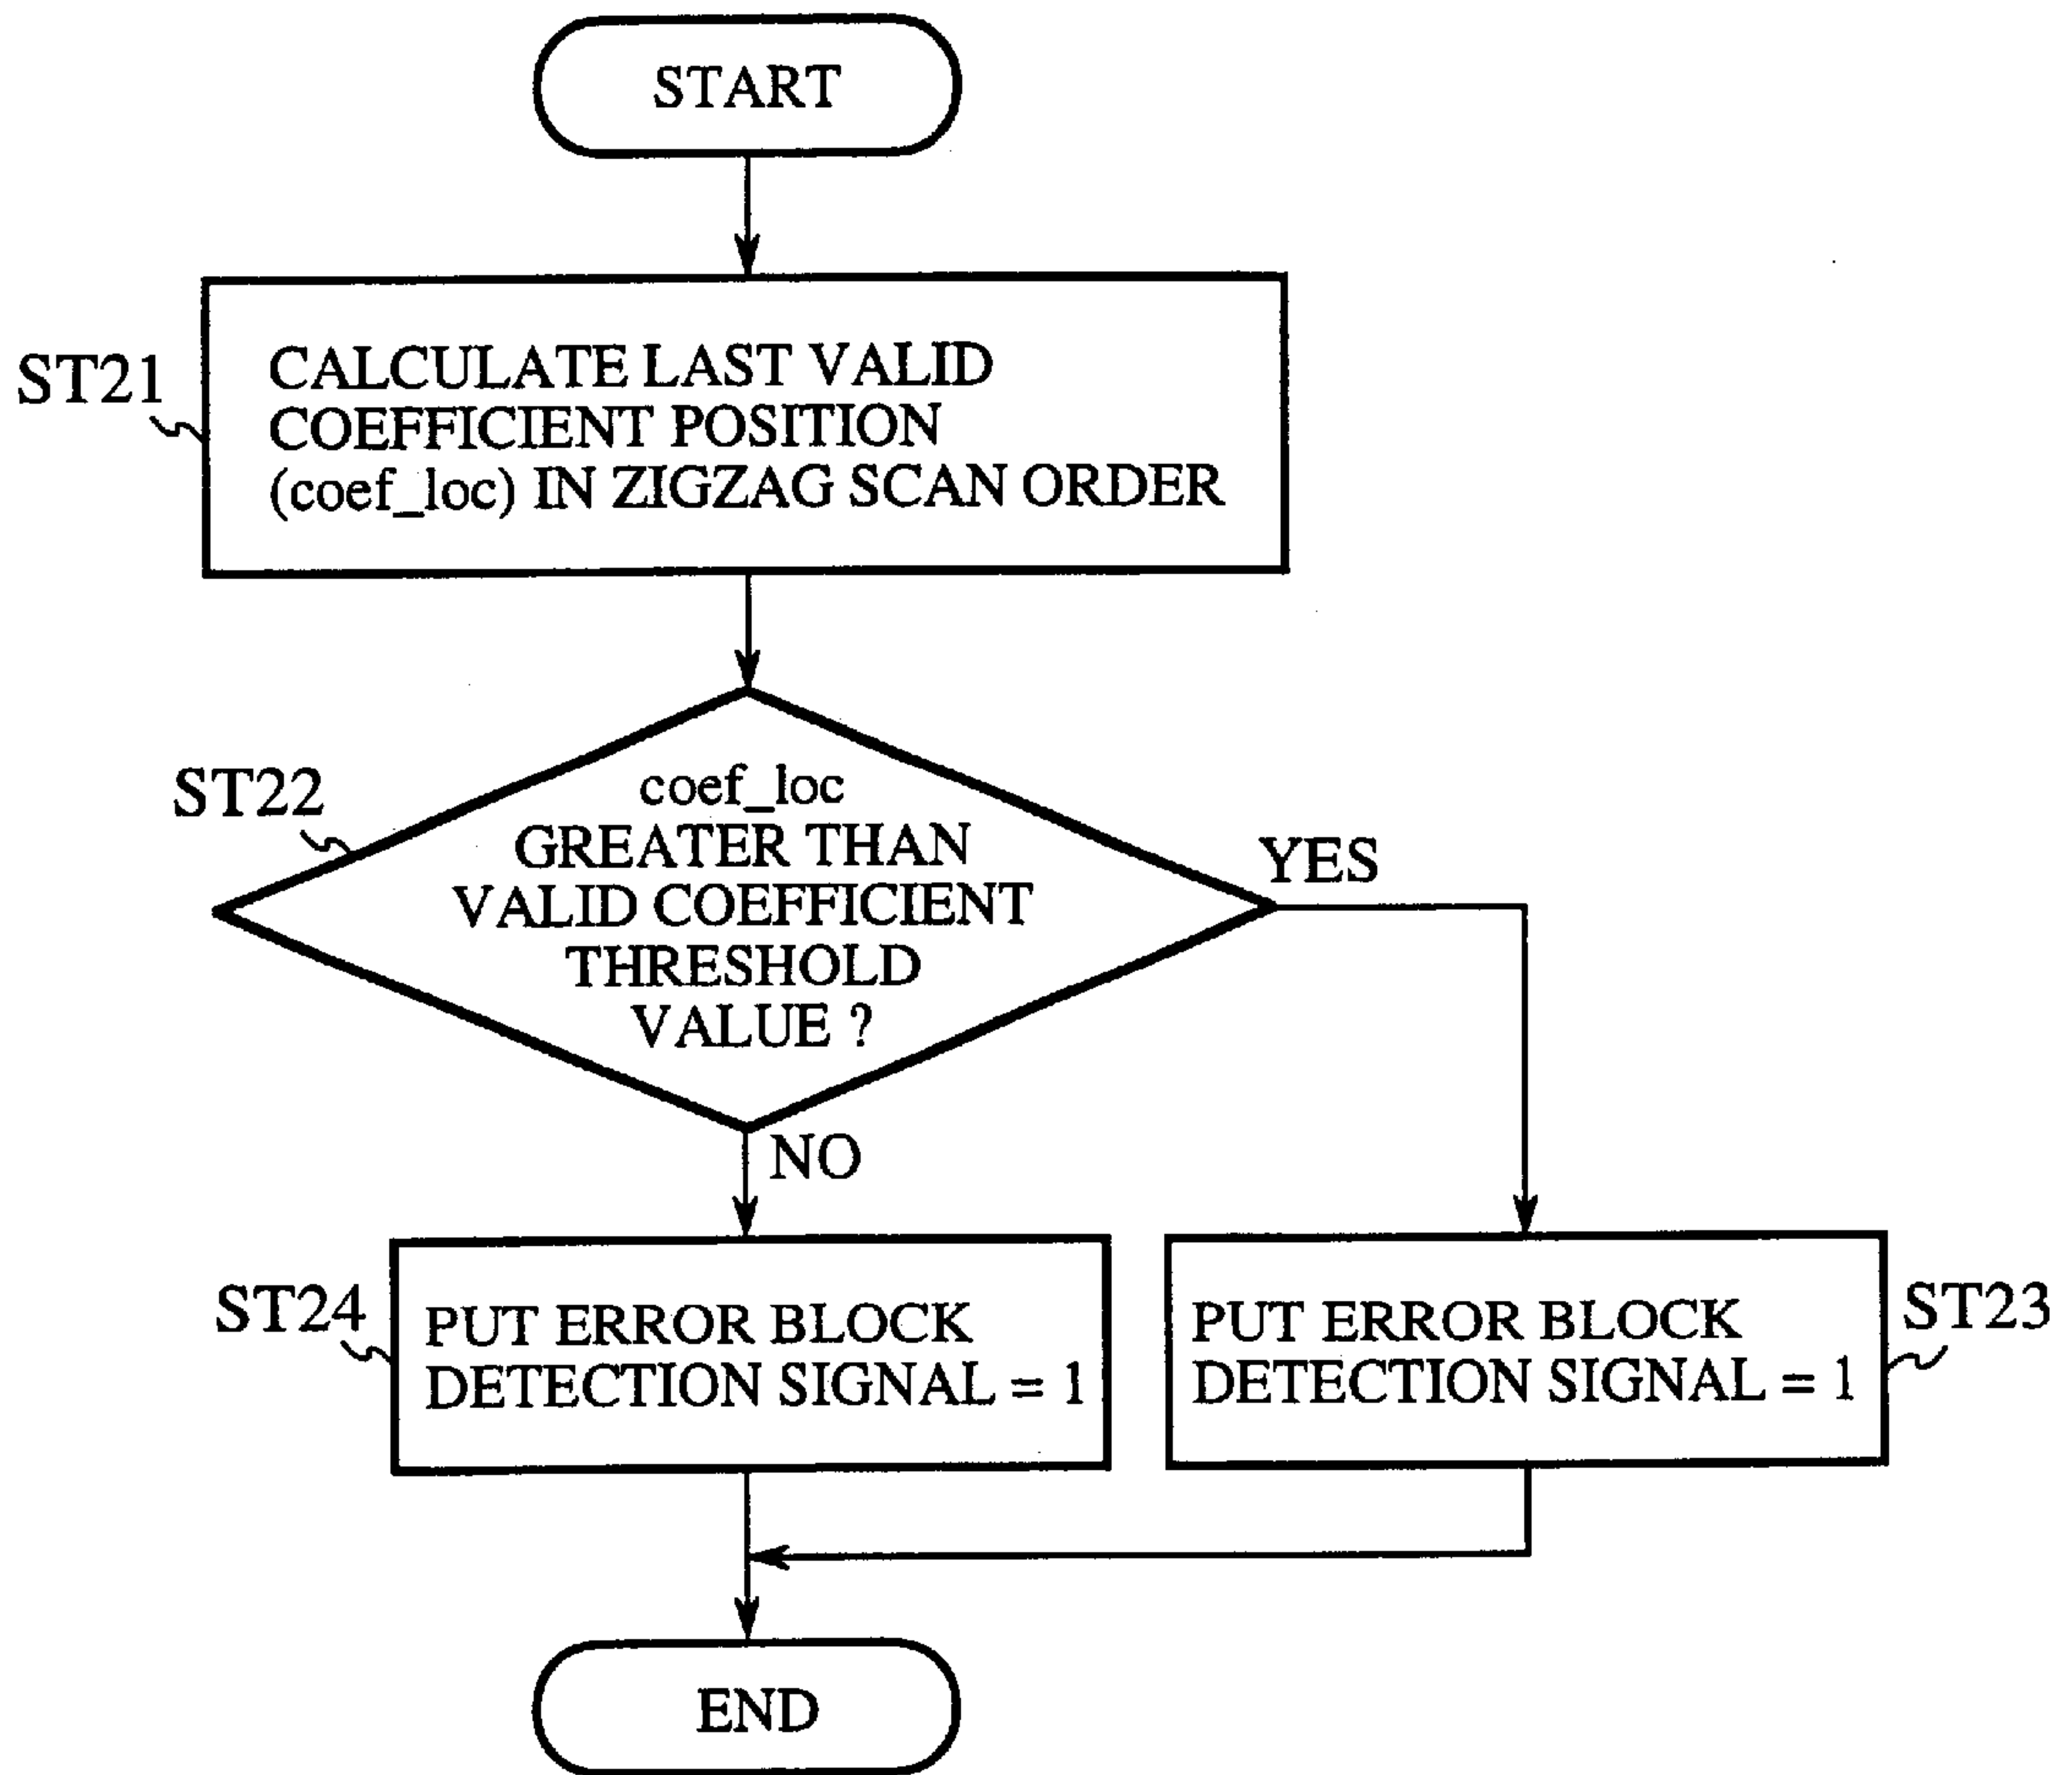 START
ST21
CALCULATE LAST VALID
COEFFICIENT POSITION
(coef_loc) IN ZIGZAG SCAN ORDER
ST22
coef_loc
GREATER THAN
VALID COEFFICIENT
THRESHOLD
VALUE ?
YES
NO
ST24
PUT ERROR BLOCK
DETECTION SIGNAL = 1
PUT ERROR BLOCK
DETECTION SIGNAL = 1
ST23
END